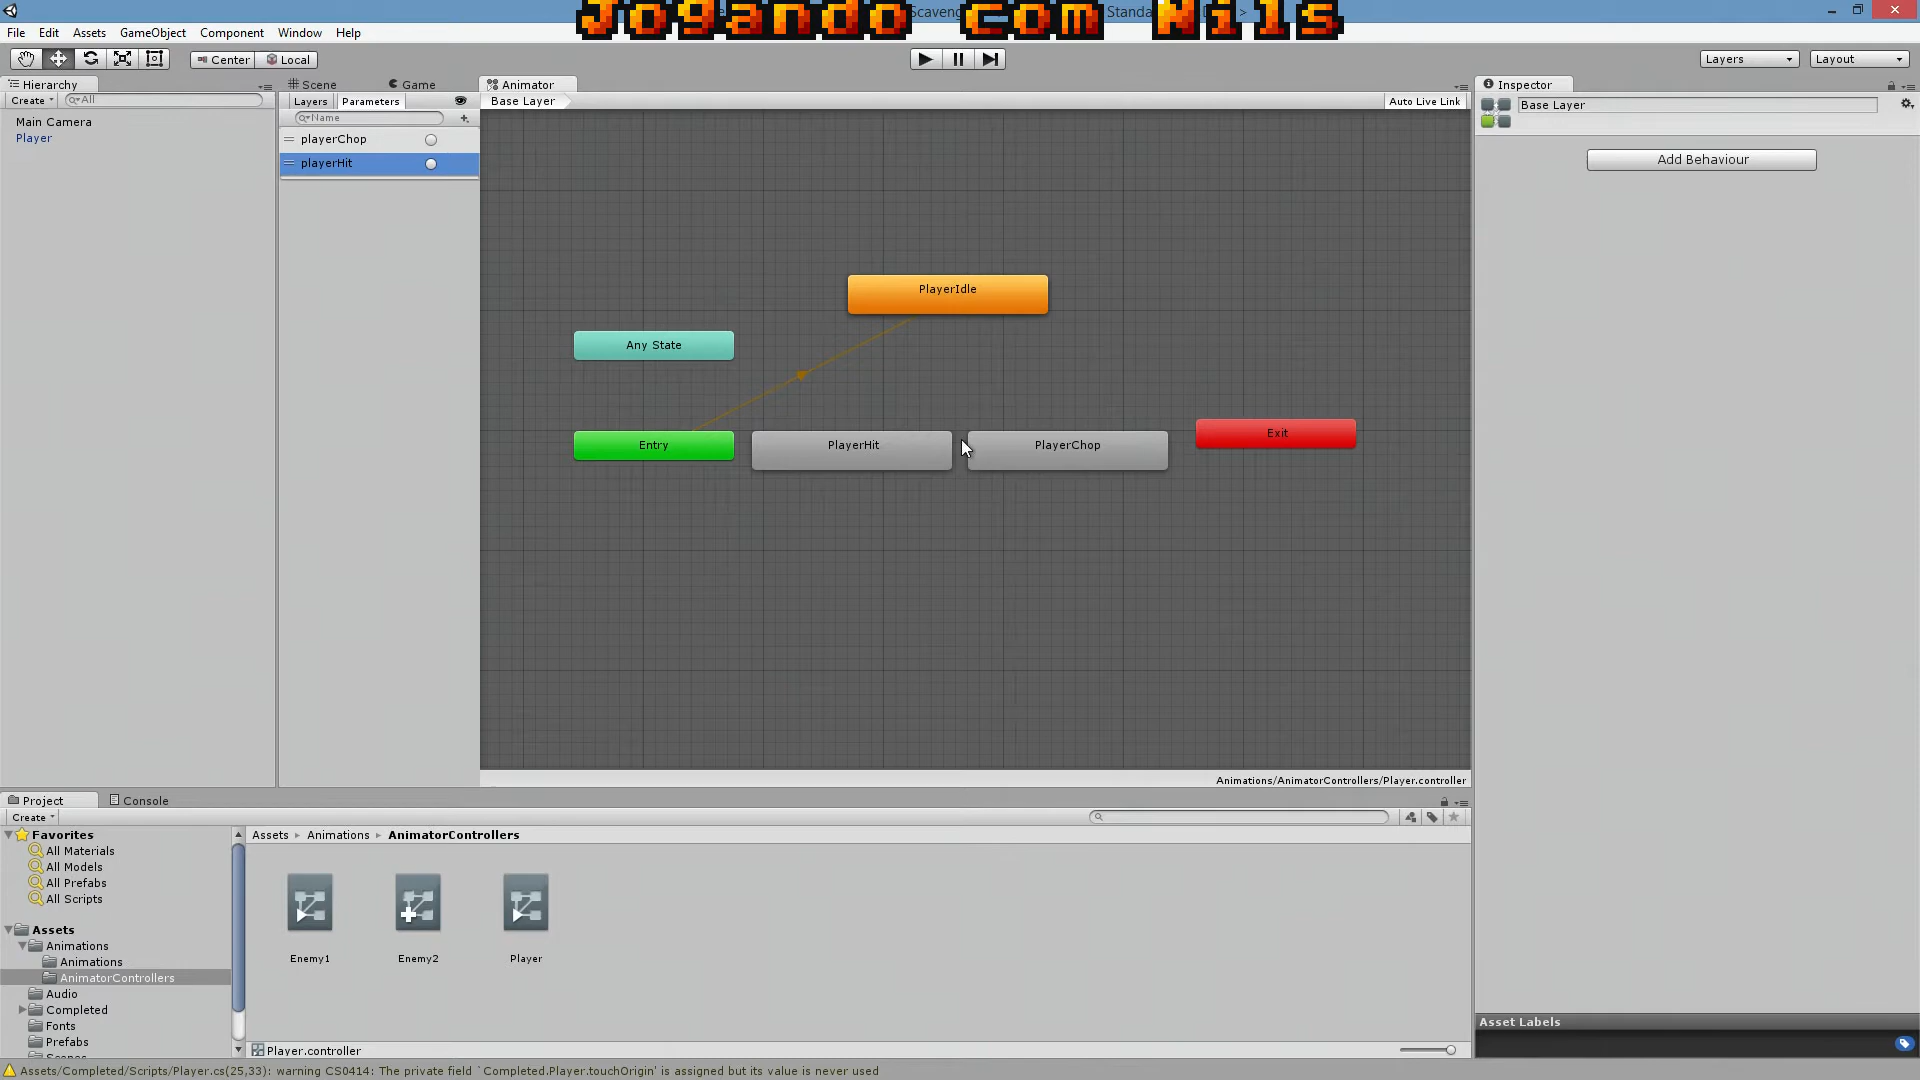 Jogando com Nils
Scaveng
Standa
>
File Edit Assets GameObject Component Window Help
Center Local
Layers Layout
Hierarchy
Scene Game Animator
Inspector
Create All
Layers Parameters
Base Layer
Auto Live Link
Base Layer
Name
Main Camera
Player
playerChop
playerHit
Add Behaviour
PlayerIdle
Any State
Entry
PlayerHit
PlayerChop
Exit
Animations/AnimatorControllers/Player.controller
Project Console
Create
Favorites
All Materials
All Models
All Prefabs
All Scripts
Assets
Animations
Animations
AnimatorControllers
Audio
Completed
Fonts
Prefabs
Assets Animations AnimatorControllers
Enemy1
Enemy2
Player
Player.controller
Asset Labels
Assets/Completed/Scripts/Player.cs(25,33): warning CS0414: The private field `Completed.Player.touchOrigin' is assigned but its value is never used